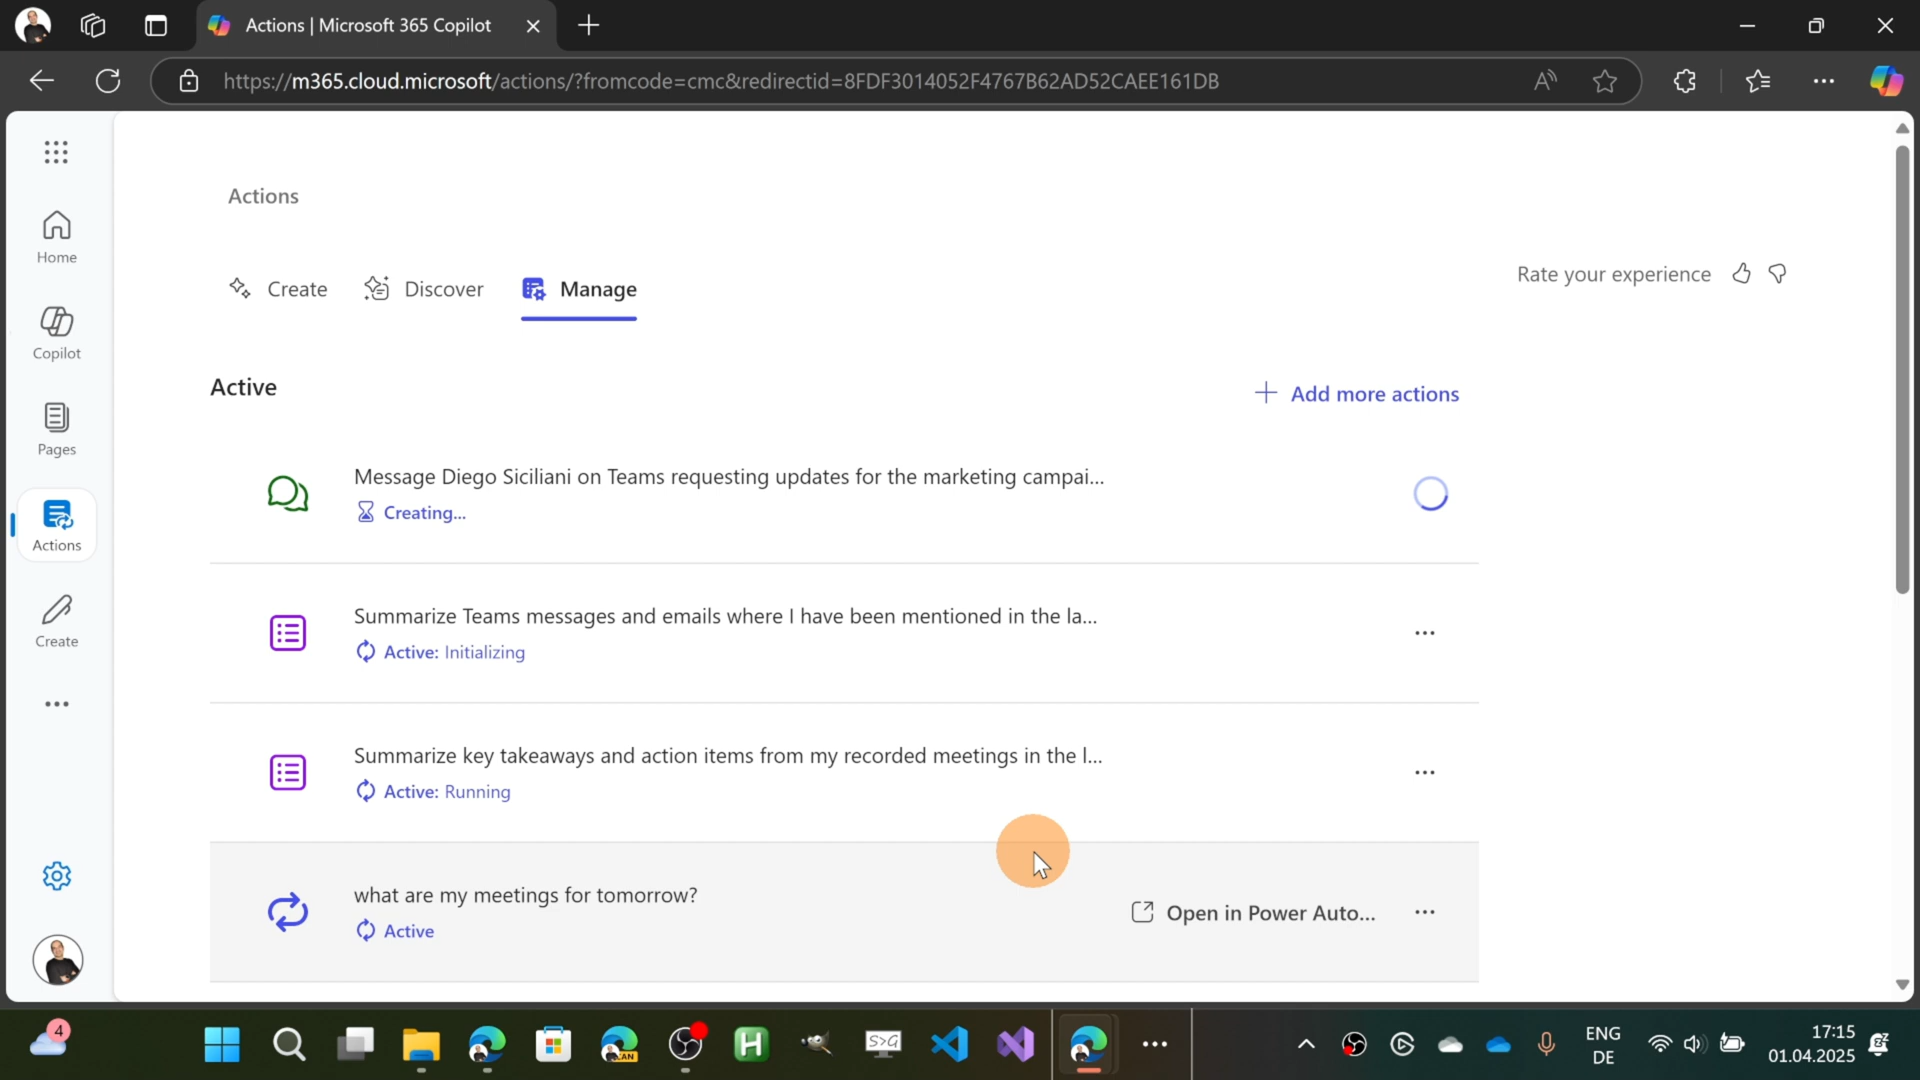 Actions | Microsoft 365 Copilot
https://m365.cloud.microsoft/actions/?fromcode=cmc&redirectid=8FDF3014052F4767B62AD52CAEE161DB
Home
Copilot
Pages
Actions
Create
Actions
Create
Discover
Manage
Rate your experience
Active
Add more actions
Message Diego Siciliani on Teams requesting updates for the marketing campai...
Creating...
Summarize Teams messages and emails where I have been mentioned in the la...
Active: Initializing
Summarize key takeaways and action items from my recorded meetings in the l...
Active: Running
what are my meetings for tomorrow?
Active
Open in Power Auto...
4
CAN
H
S>G
ENG
DE
17:15
01.04.2025